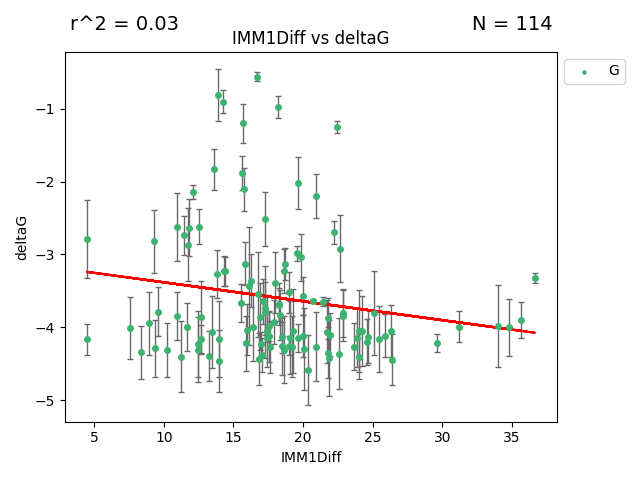 r^2 = 0.03
N = 114
IMM1Diff vs deltaG
G
deltaG
−1
−2
−3
−4
−5
5 10 15 20 25 30 35
IMM1Diff